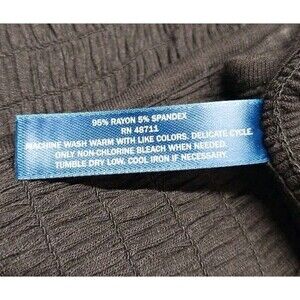 95% RAYON 5% SPANDEX
RN 48711
MACHINE WASH WARM WITH LIKE COLORS. DELICATE CYCLE.
ONLY NON-CHLORINE BLEACH WHEN NEEDED.
TUMBLE DRY LOW. COOL IRON IF NECESSARY.